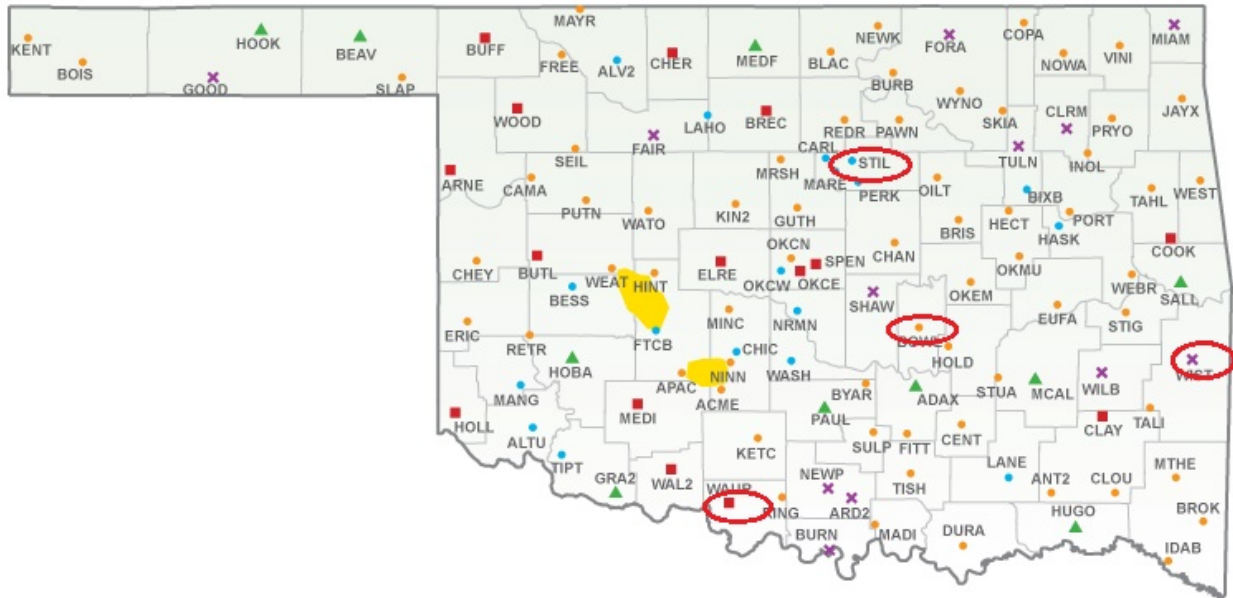 MAYR
KENT
HOOK
BEAV
BUFF
CHER
MEDF
NEWK
FORA
COPA
VINI
MIAM
BOIS
GOOD
SLAP
FREE
ALV2
BLAC
BURB
NOWA
WYNO
JAYX
WOOD
LAHO
BREC
REDR
PAWN
SKIA
CLRM
PRYO
FAIR
CARL
SEIL
MRSH
STIL
TULN
INOL
ARNE
CAMA
MARE
PERK
OILT
BIXB
TAHL
WEST
PUTN
WATO
KIN2
GUTH
BRIS
HECT
PORT
HASK
OKCN
SPEN
CHAN
COOK
CHEY
BUTL
WEAT
HINT
ELRE
OKCW
OKCE
OKMU
WEBR
SALL
BESS
SHAW
OKEM
EUFA
STIG
ERIC
MINC
NRMN
BOWL
RETR
FTCB
CHIC
HOLD
HOBA
APAC
NINN
WASH
WIST
MANG
ACME
BYAR
ADAX
STUA
MCAL
WILB
HOLL
MEDI
PAUL
CLAY
TALI
ALTU
KETC
SULP
FITT
CENT
TIPT
GRA2
WAL2
NEWP
TISH
LANE
ANT2
CLOU
MTHE
WAUR
RING
ARD2
HUGO
BROK
BURN
MADI
DURA
IDAB